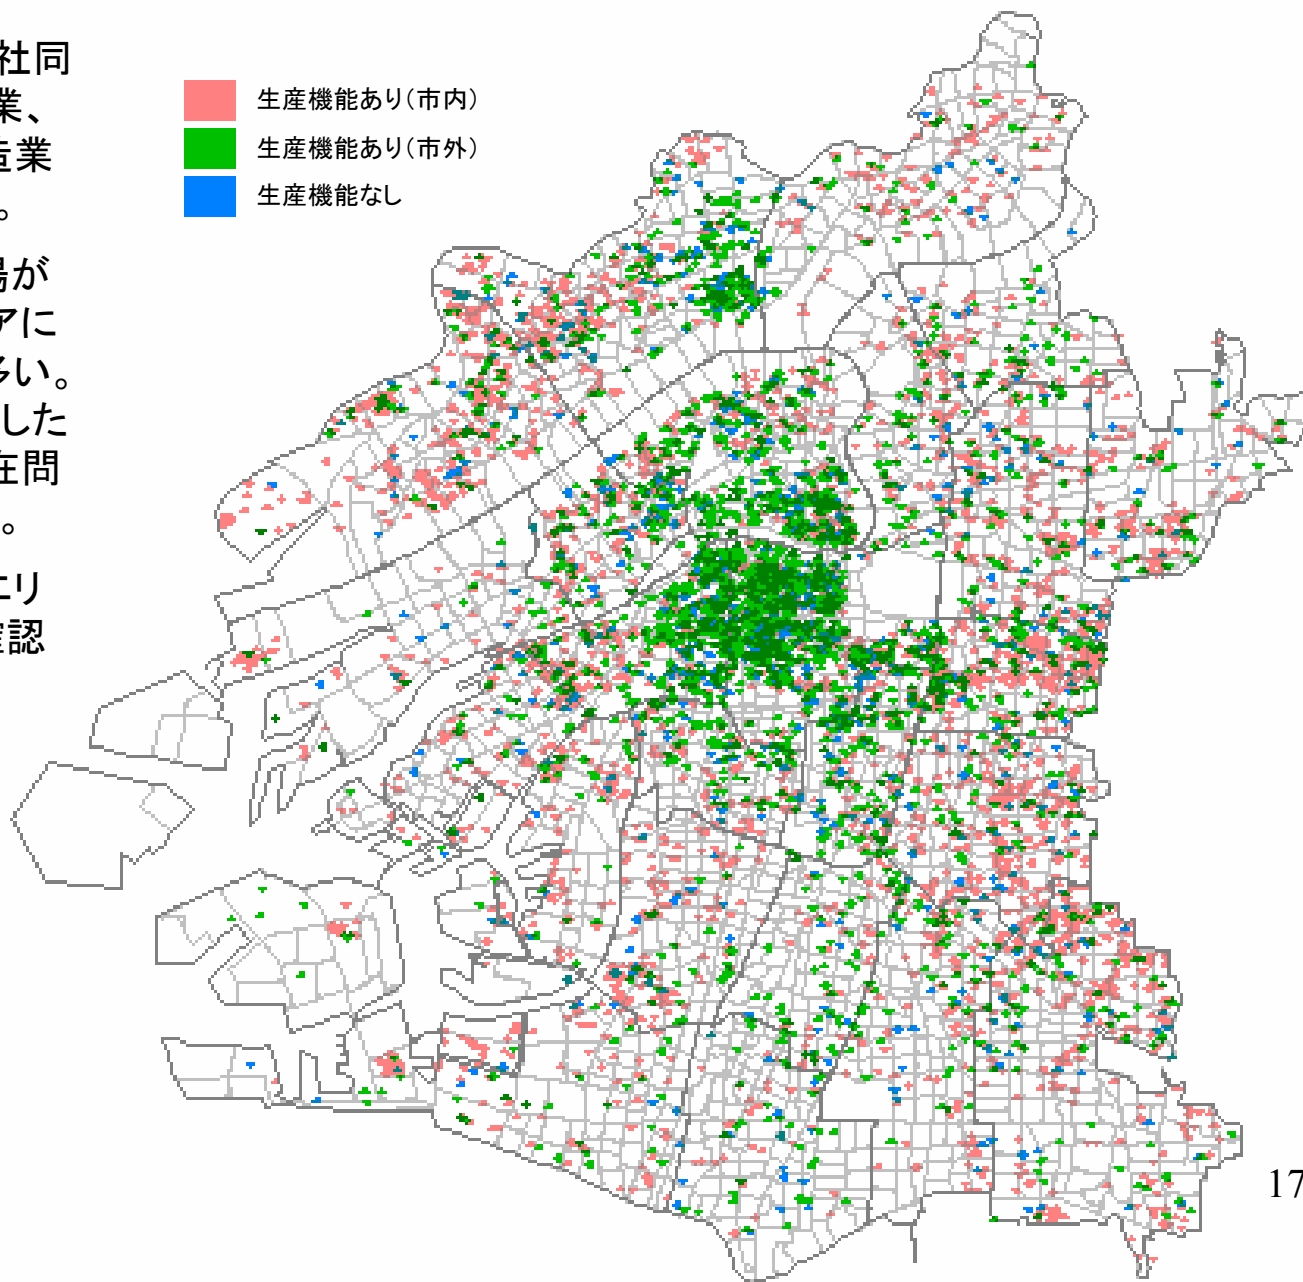 社同
業、
造業
。
場が
アに
多い。
した
在問
。
エリ
確認
生産機能あり(市内)
生産機能あり(市外)
生産機能なし
17